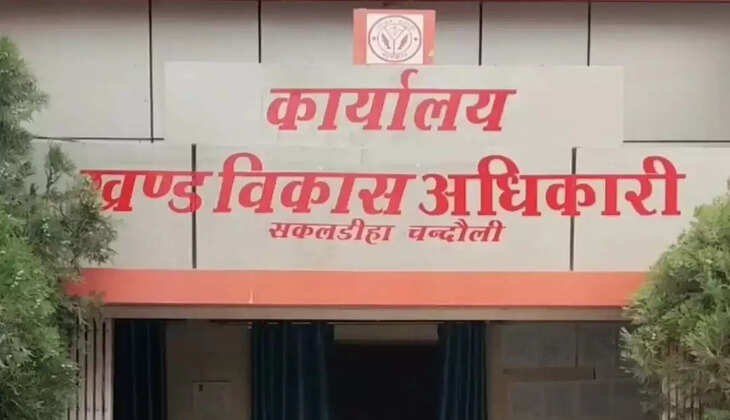 कार्यालय
खण्ड विकास अधिकारी
सकलडीहा चन्दौली